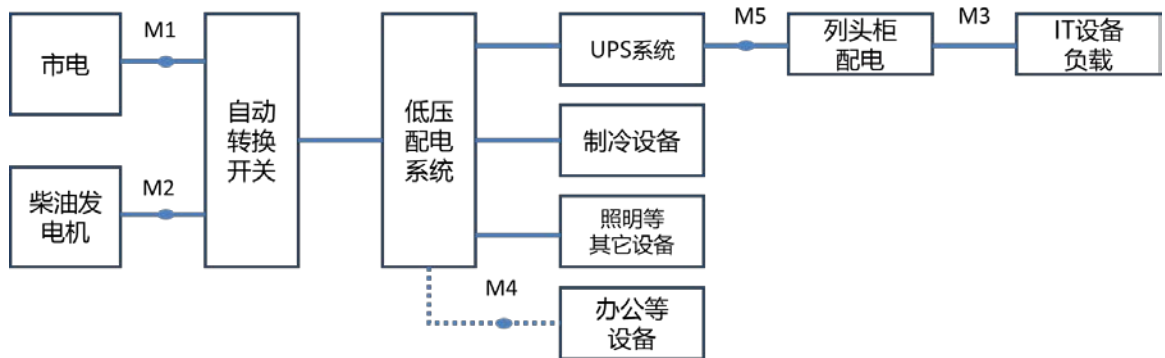 市电
M1
柴油发
电机
M2
自动
转换
开关
低压
配电
系统
UPS系统
M5
列头柜
配电
M3
IT设备
负载
制冷设备
照明等
其它设备
M4
办公等
设备